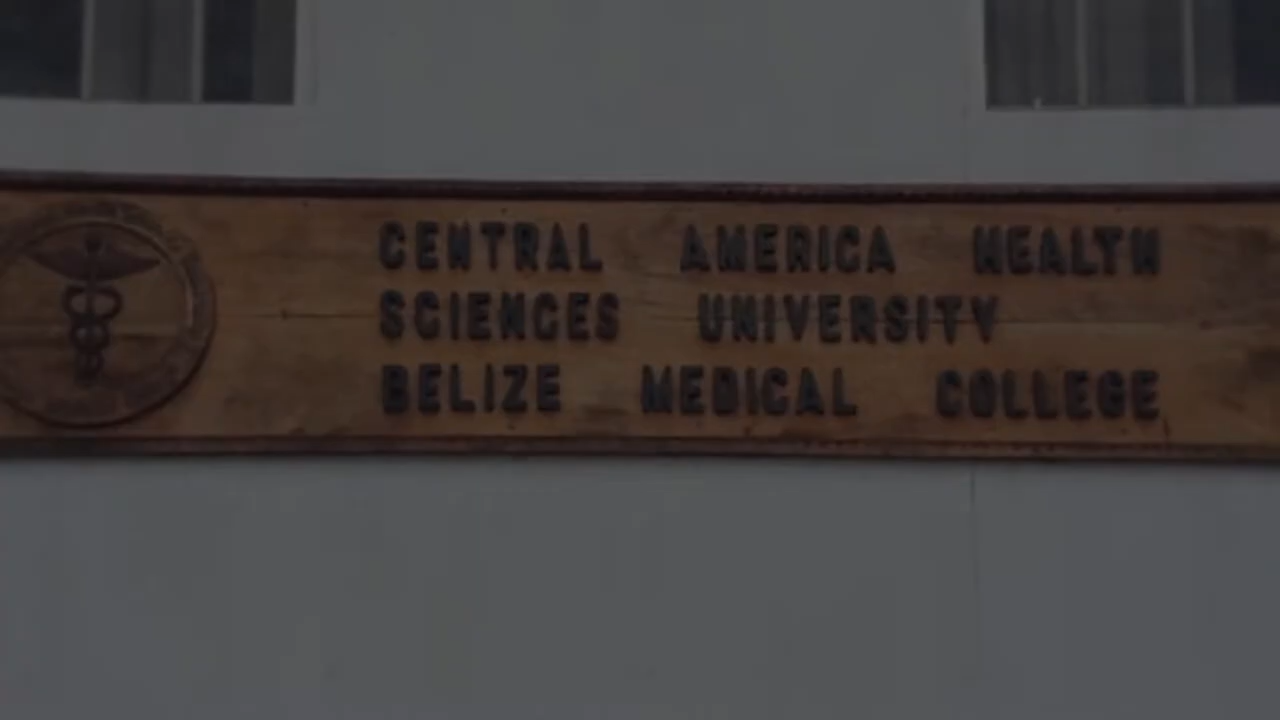 CENTRAL AMERICA HEALTH
SCIENCES UNIVERSITY
BELIZE MEDICAL COLLEGE